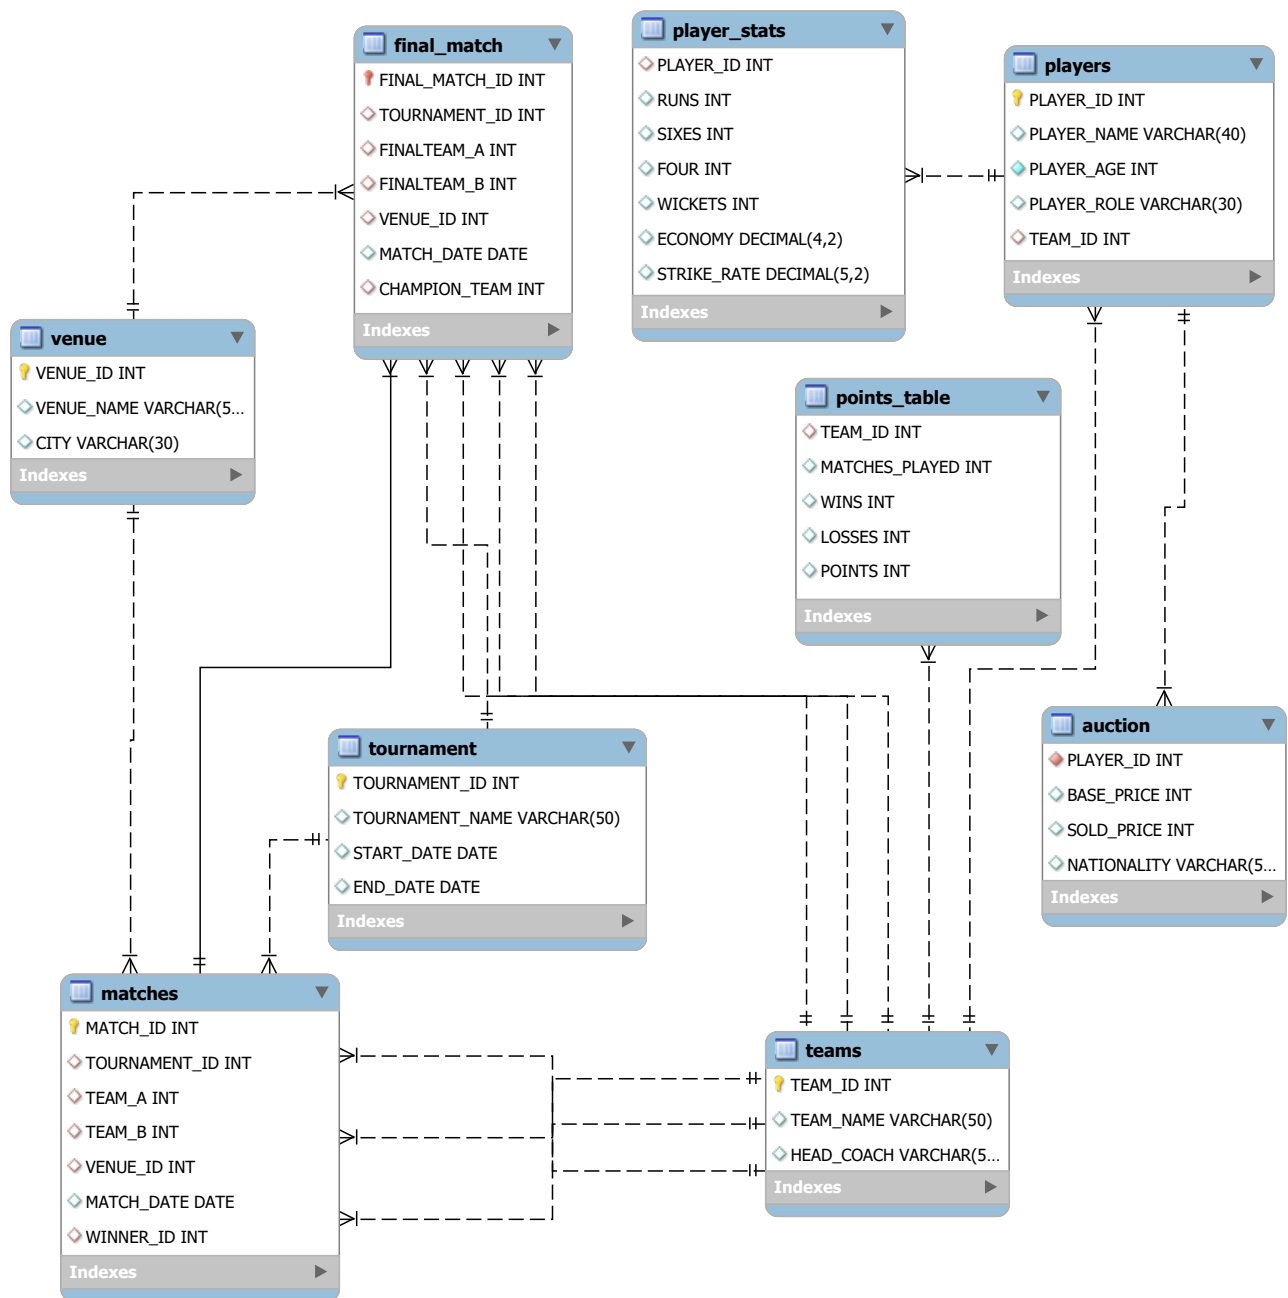 final_match
FINAL_MATCH_ID INT
TOURNAMENT_ID INT
FINALTEAM_A INT
FINALTEAM_B INT
VENUE_ID INT
MATCH_DATE DATE
CHAMPION_TEAM INT
Indexes
player_stats
PLAYER_ID INT
RUNS INT
SIXES INT
FOUR INT
WICKETS INT
ECONOMY DECIMAL(4,2)
STRIKE_RATE DECIMAL(5,2)
Indexes
players
PLAYER_ID INT
PLAYER_NAME VARCHAR(40)
PLAYER_AGE INT
PLAYER_ROLE VARCHAR(30)
TEAM_ID INT
Indexes
venue
VENUE_ID INT
VENUE_NAME VARCHAR(5...
CITY VARCHAR(30)
Indexes
points_table
TEAM_ID INT
MATCHES_PLAYED INT
WINS INT
LOSSES INT
POINTS INT
Indexes
tournament
TOURNAMENT_ID INT
TOURNAMENT_NAME VARCHAR(50)
START_DATE DATE
END_DATE DATE
Indexes
auction
PLAYER_ID INT
BASE_PRICE INT
SOLD_PRICE INT
NATIONALITY VARCHAR(5...
Indexes
matches
MATCH_ID INT
TOURNAMENT_ID INT
TEAM_A INT
TEAM_B INT
VENUE_ID INT
MATCH_DATE DATE
WINNER_ID INT
Indexes
teams
TEAM_ID INT
TEAM_NAME VARCHAR(50)
HEAD_COACH VARCHAR(5...
Indexes